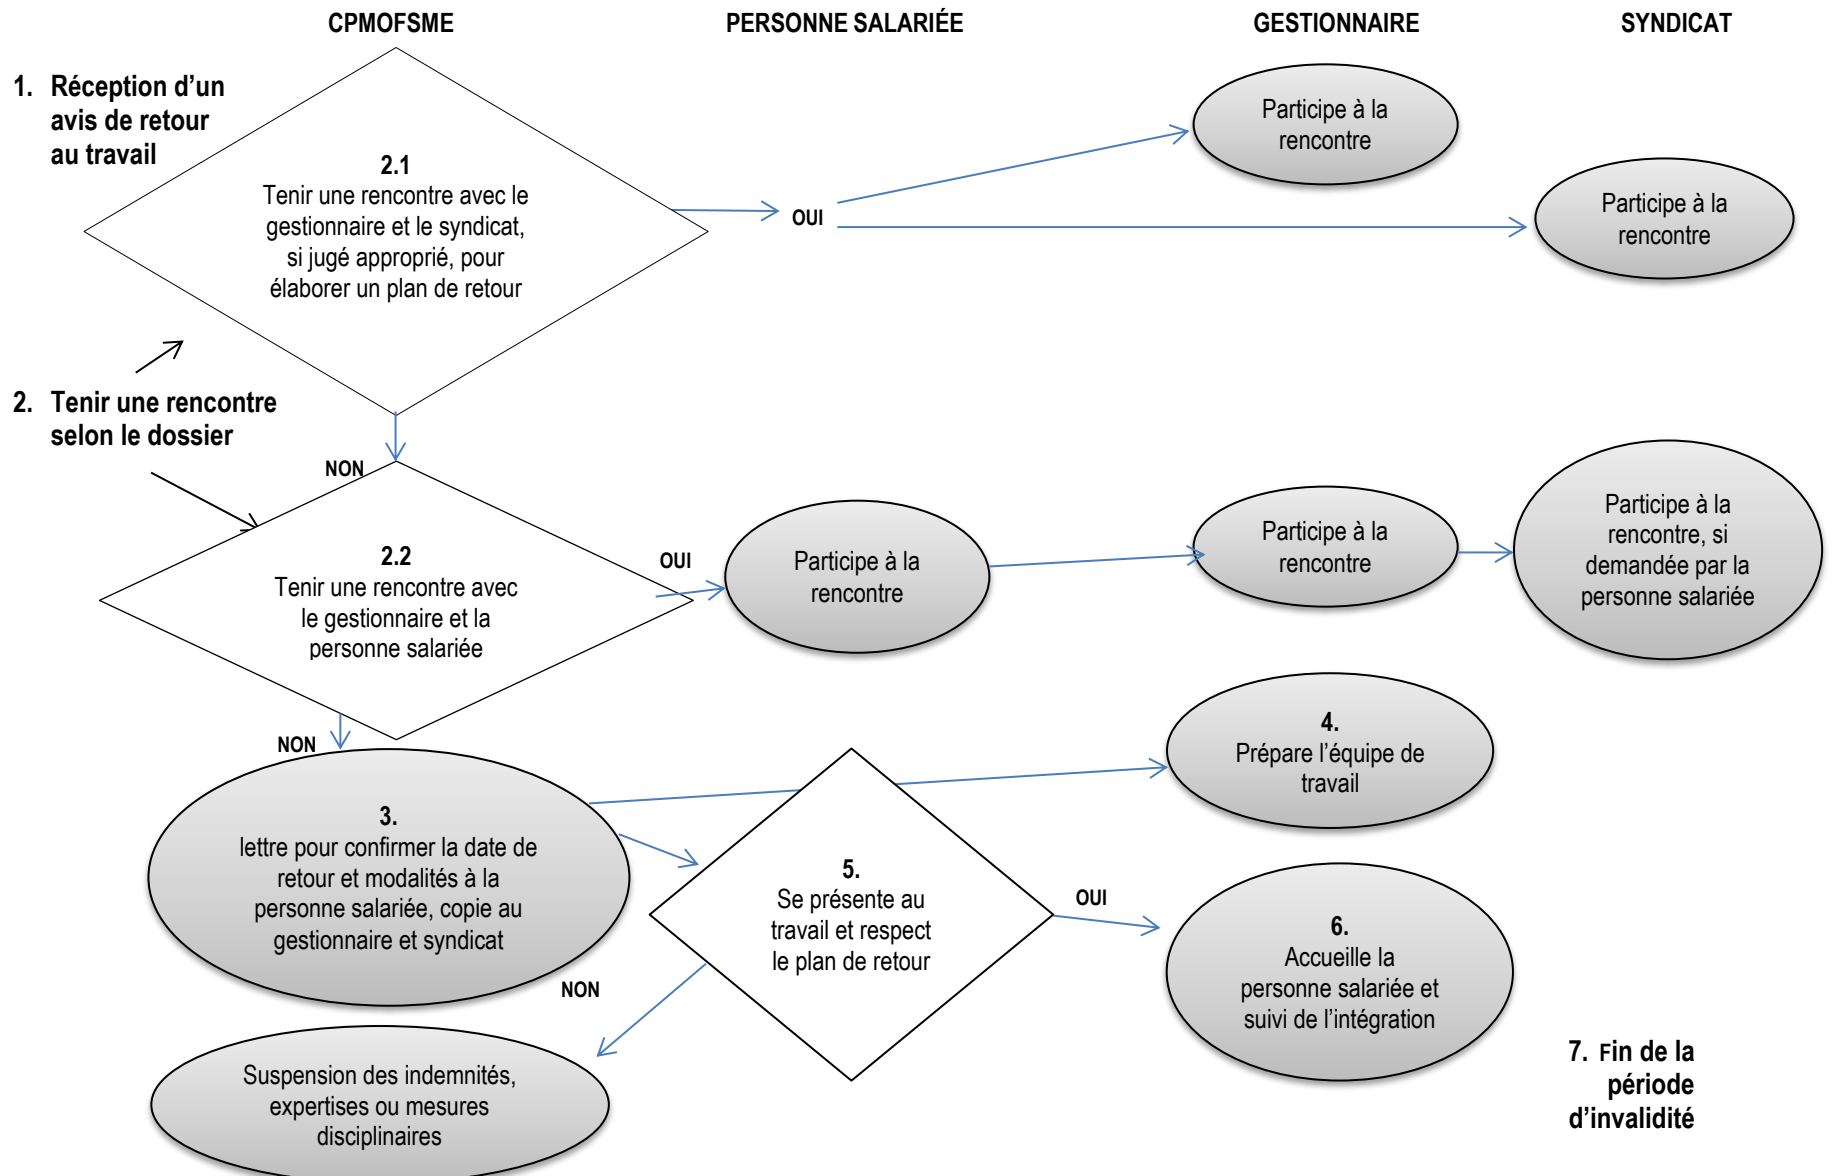 CPMOFSME
PERSONNE SALARIÉE
GESTIONNAIRE
SYNDICAT
1. Réception d'un
avis de retour
au travail
2.1
Tenir une rencontre avec le
gestionnaire et le syndicat,
si jugé approprié, pour
élaborer un plan de retour
OUI
Participe à la
rencontre
Participe à la
rencontre
2. Tenir une rencontre
selon le dossier
NON
2.2
Tenir une rencontre avec
le gestionnaire et la
personne salariée
OUI
Participe à la
rencontre
Participe à la
rencontre
Participe à la
rencontre, si
demandée par la
personne salariée
NON
3.
lettre pour confirmer la date de
retour et modalités à la
personne salariée, copie au
gestionnaire et syndicat
4.
Prépare l'équipe de
travail
5.
Se présente au
travail et respect
le plan de retour
OUI
6.
Accueille la
personne salariée et
suivi de l'intégration
NON
Suspension des indemnités,
expertises ou mesures
disciplinaires
7. Fin de la
période
d'invalidité